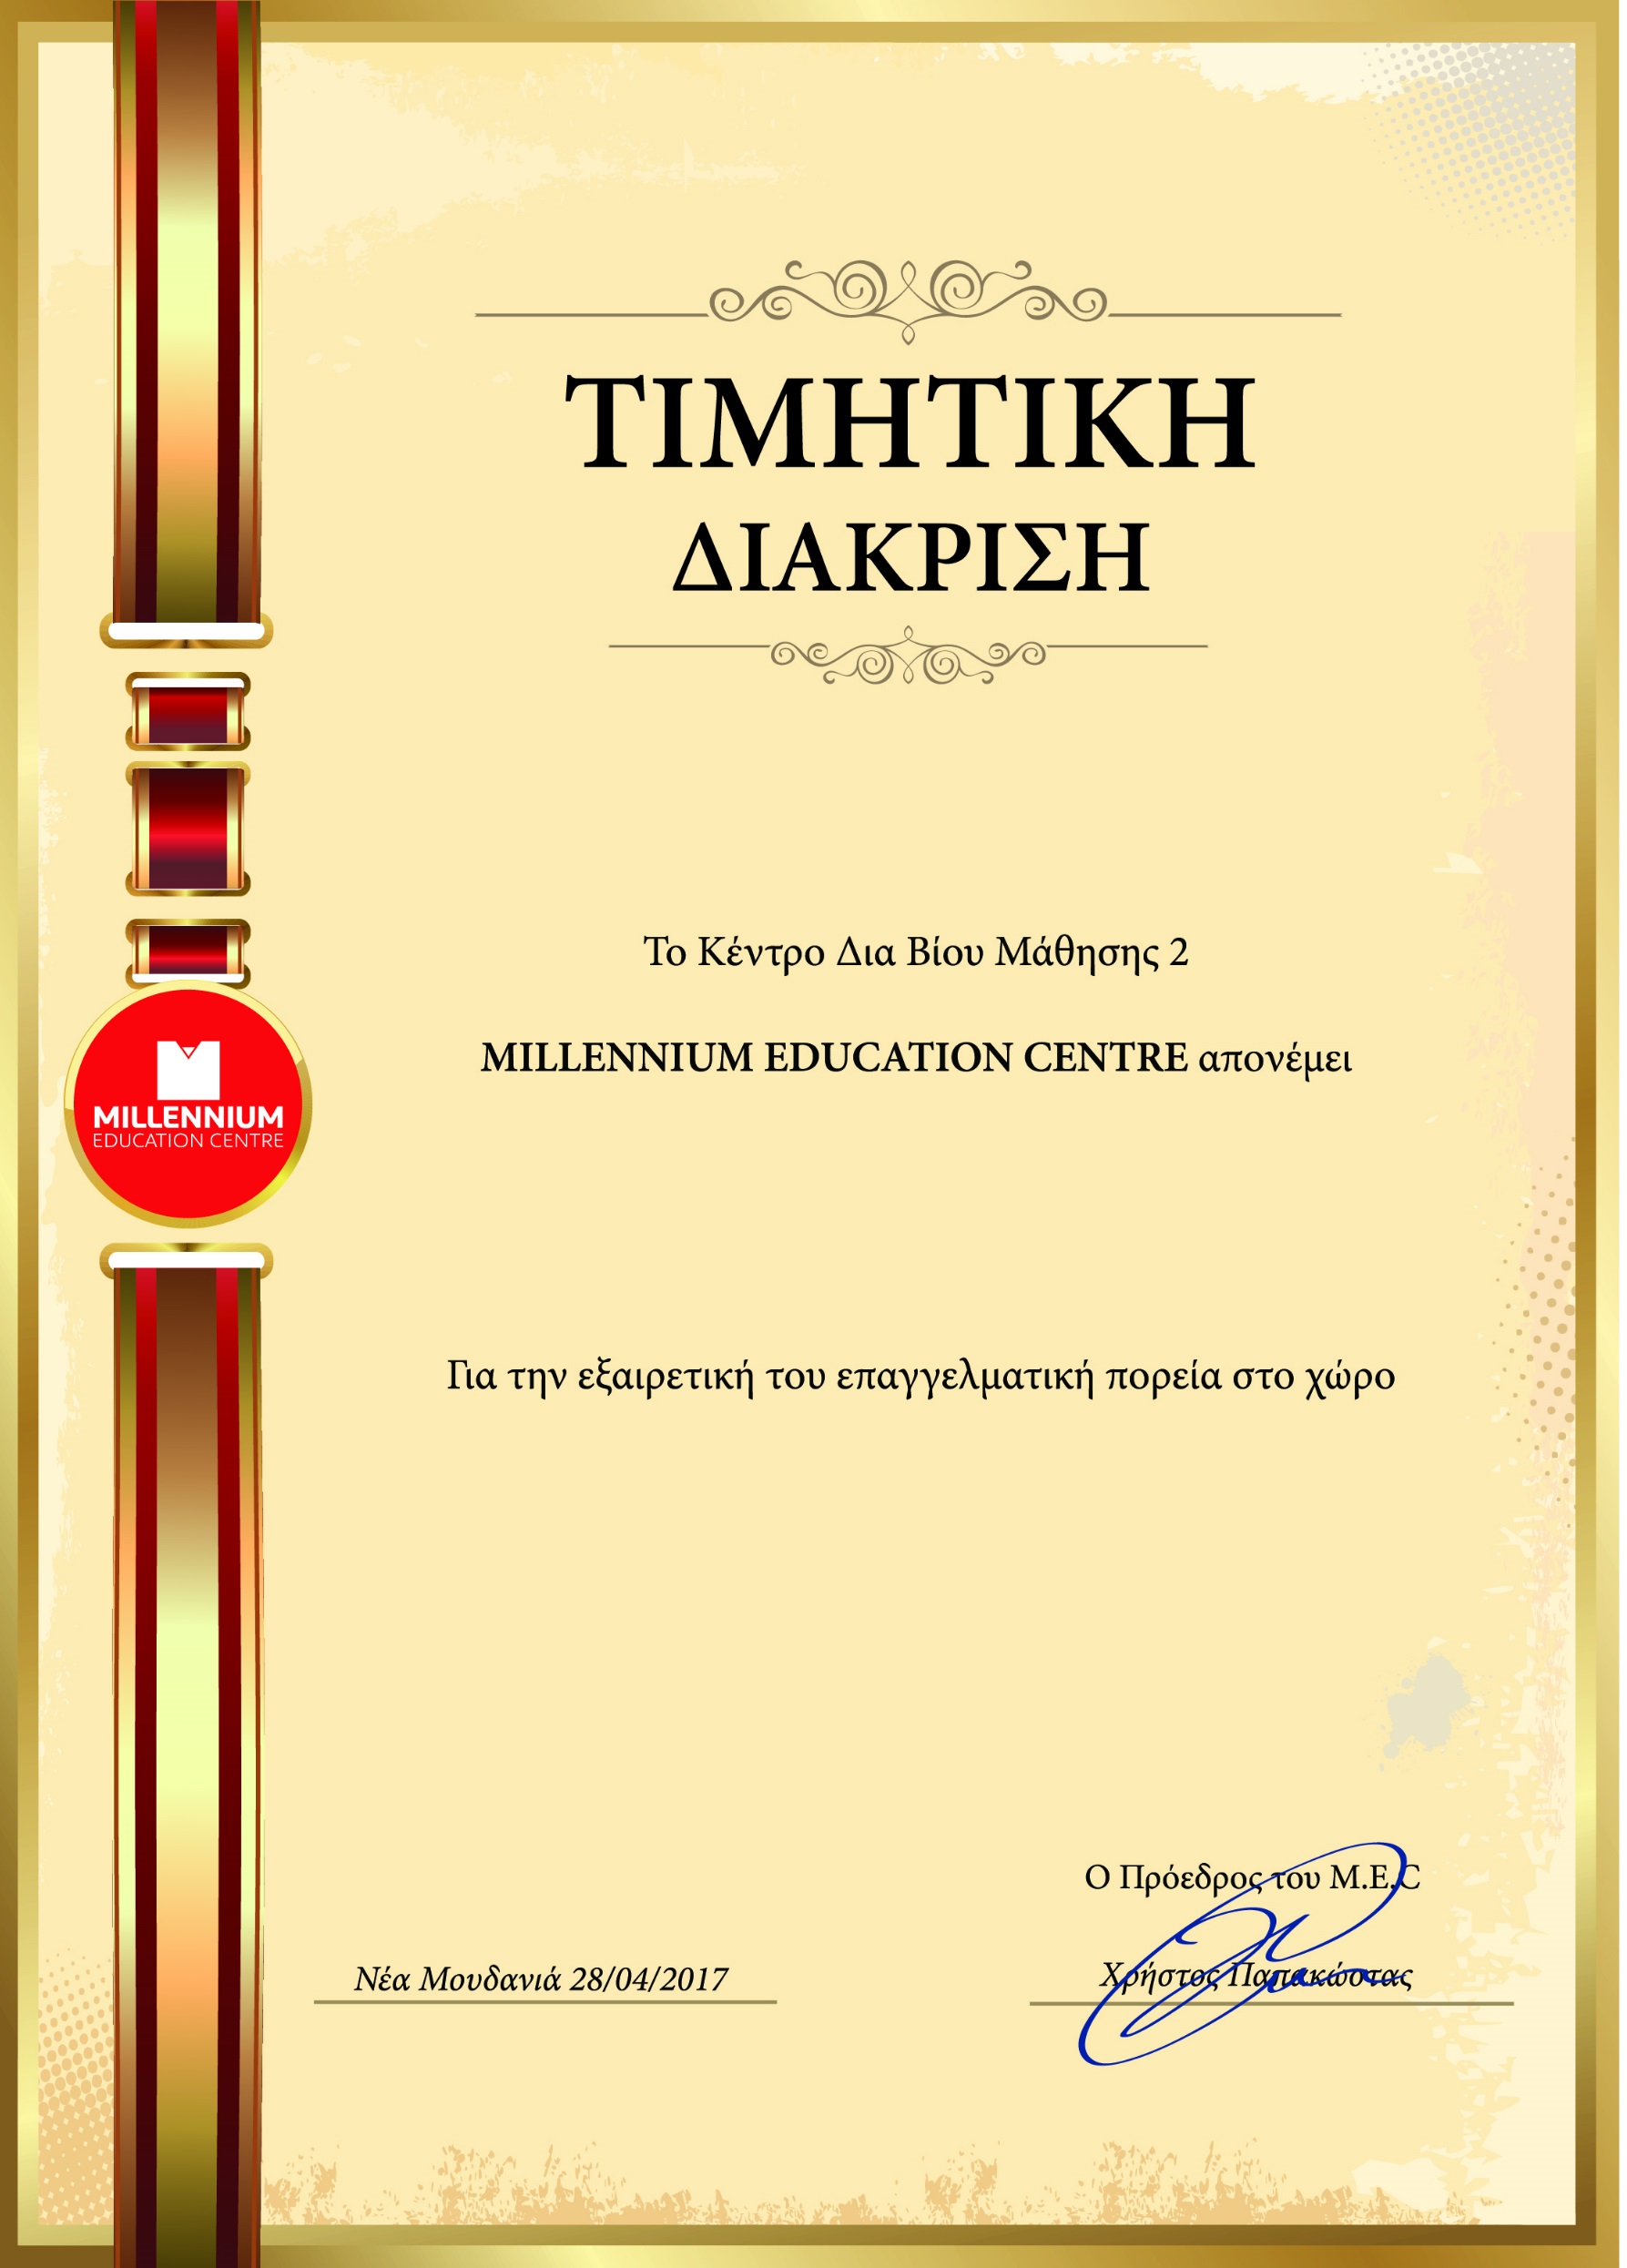 ΤΙΜΗΤΙΚΗ
ΔΙΑΚΡΙΣΗ
Το Κέντρο Δια Βίου Μάθησης 2
MILLENNIUM EDUCATION CENTRE απονέμει
MILLENNIUM
EDUCATION CENTRE
Για την εξαιρετική του επαγγελματική πορεία στο χώρο
Ο Πρόεδρος του Μ.Ε.C
Νέα Μουδανιά 28/04/2017
Χρήστος Παπακώστας